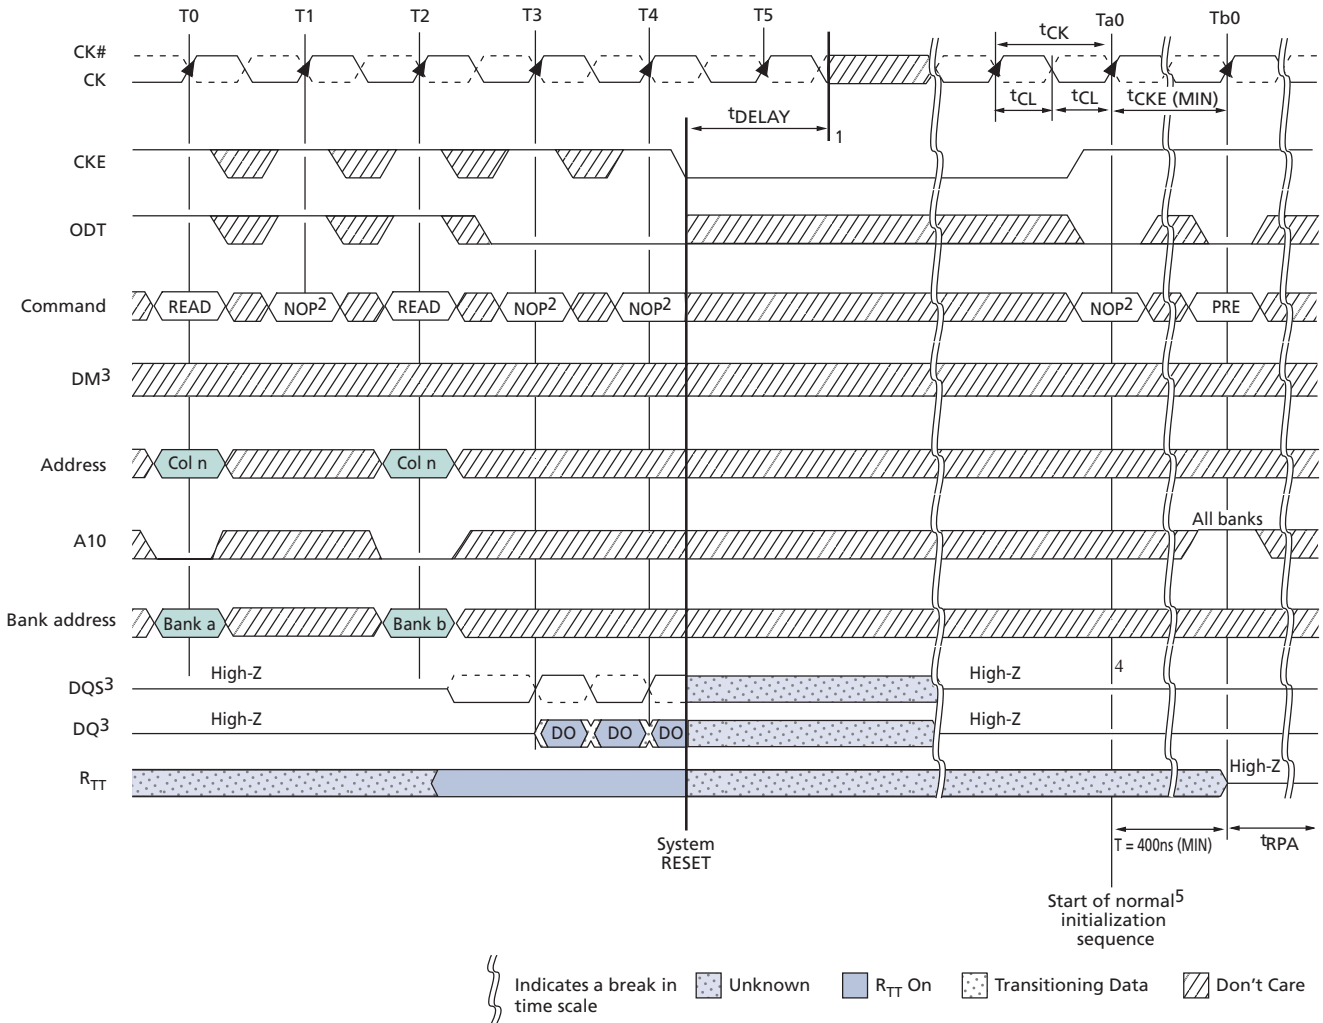 T0 T1 T2 T3 T4 T5 Ta0 Tb0
CK#
CK
tCK
tCL tCL tCKE (MIN)
tDELAY
1
CKE
ODT
Command READ NOP2 READ NOP2 NOP2 NOP2 PRE
DM3
Address Col n Col n
All banks
A10
Bank address Bank a Bank b
High-Z High-Z 4
DQS3
High-Z High-Z
DQ3 DO DO DO
High-Z
RTT
System
RESET
T = 400ns (MIN) tRPA
Start of normal5
initialization
sequence
Indicates a break in
time scale
Unknown RTT On Transitioning Data Don't Care